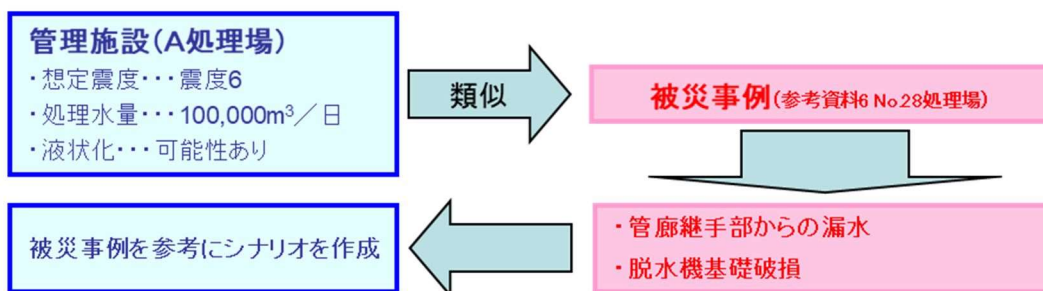 管理施設(A処理場)
・想定震度・・・震度6
・処理水量・・・100,000m³／日
・液状化・・・可能性あり
類似
被災事例(参考資料6 No.28処理場)
・管廊継手部からの漏水
・脱水機基礎破損
被災事例を参考にシナリオを作成